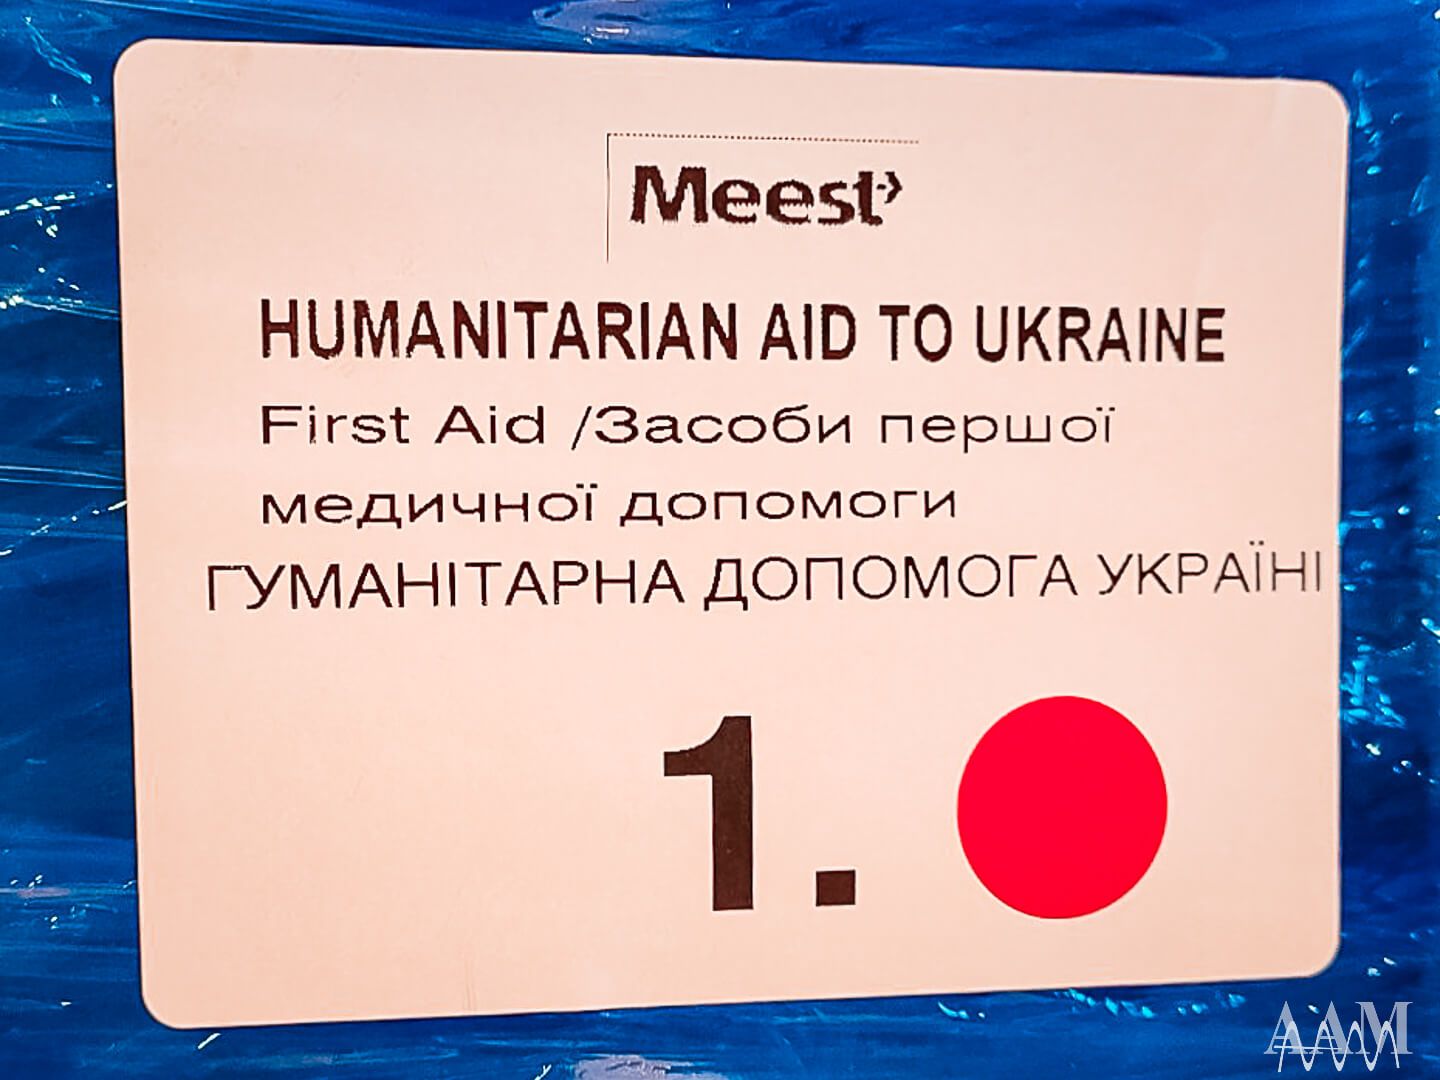 Meest
HUMANITARIAN AID TO UKRAINE
First Aid /Засоби першої
медичної допомоги
ГУМАНІТАРНА ДОПОМОГА УКРАЇНІ
1.
AAM